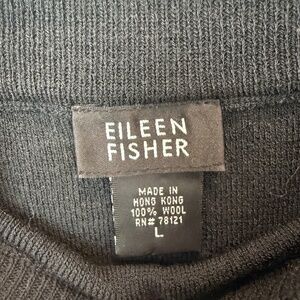 EILEEN
FISHER
MADE IN
HONG KONG
100% WOOL
RN# 78121
L